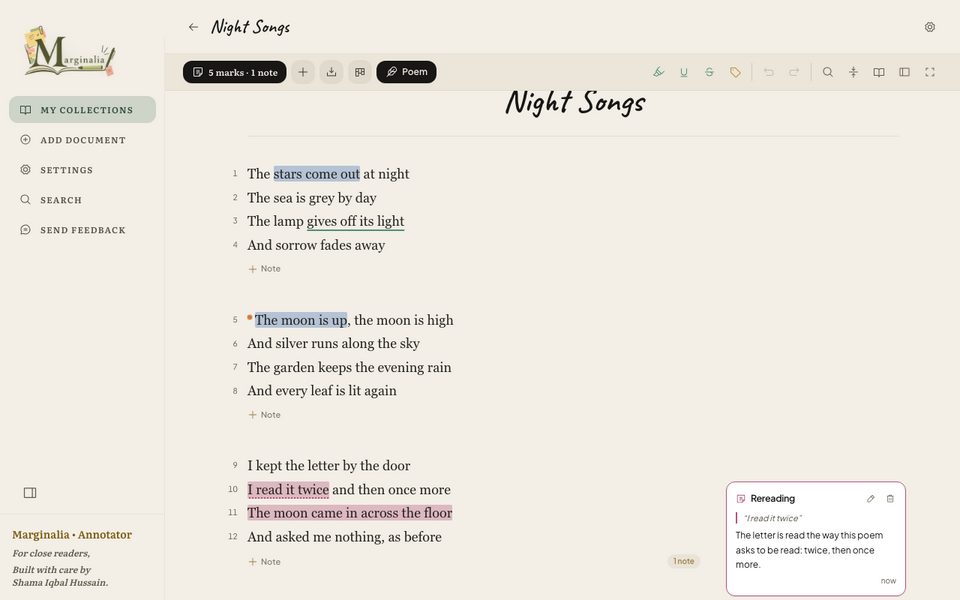 Marginalia
MY COLLECTIONS
ADD DOCUMENT
SETTINGS
SEARCH
SEND FEEDBACK
Marginalia • Annotator
For close readers,
Built with care by
Shama Iqbal Hussain.
Night Songs
5 marks · 1 note
Poem
Night Songs
1 The stars come out at night
2 The sea is grey by day
3 The lamp gives off its light
4 And sorrow fades away
+ Note
5 The moon is up, the moon is high
6 And silver runs along the sky
7 The garden keeps the evening rain
8 And every leaf is lit again
+ Note
9 I kept the letter by the door
10 I read it twice and then once more
11 The moon came in across the floor
12 And asked me nothing, as before
+ Note
1 note
Rereading
"I read it twice"
The letter is read the way this poem
asks to be read: twice, then once
more.
now